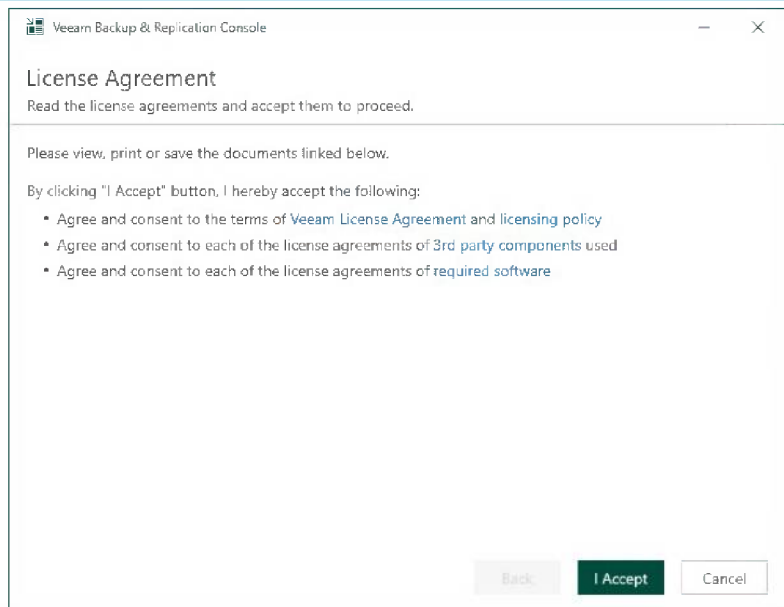 Veeam Backup & Replication Console
License Agreement
Read the license agreements and accept them to proceed.
Please view, print or save the documents linked below.
By clicking "I Accept" button, I hereby accept the following:
• Agree and consent to the terms of Veeam License Agreement and licensing policy
• Agree and consent to each of the license agreements of 3rd party components used
• Agree and consent to each of the license agreements of required software
Back I Accept Cancel